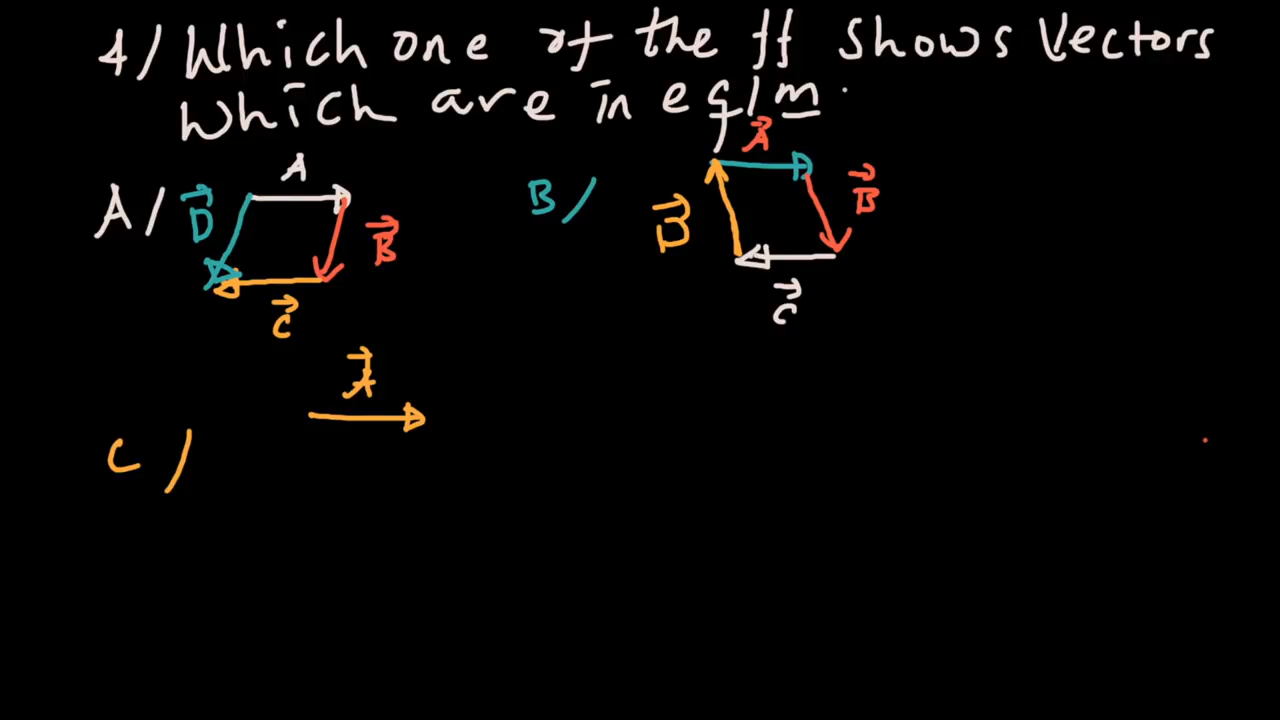 4/ Which one of the ff shows Vectors
Which are in eq/m.
A/
A
D
B
C
B/
A
B
D
C
C/
A